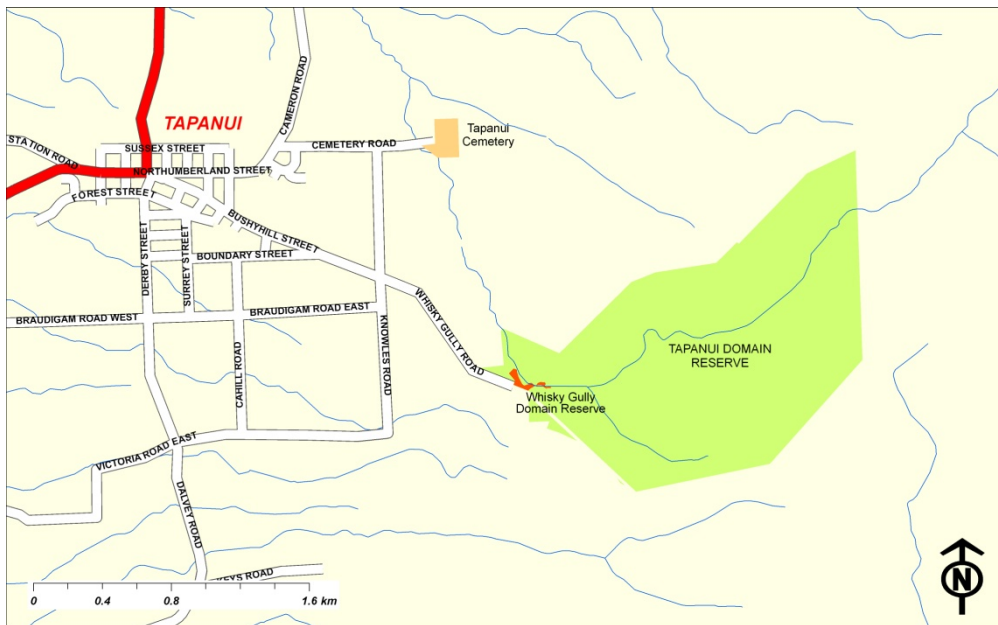 TAPANUI
CAMERON ROAD
Tapanui
Cemetery
STATION ROAD
SUSSEX STREET
CEMETERY ROAD
NORTHUMBERLAND STREET
FOREST STREET
BUSHYHILL STREET
DERBY STREET
SURREY STREET
BOUNDARY STREET
WHISKY GULLY ROAD
BRAUDIGAM ROAD WEST
BRAUDIGAM ROAD EAST
KNOWLES ROAD
CAHILL ROAD
TAPANUI DOMAIN
RESERVE
Whisky Gully
Domain Reserve
VICTORIA ROAD EAST
DALVEY ROAD
EYS ROAD
0 0.4 0.8 1.6 km
N